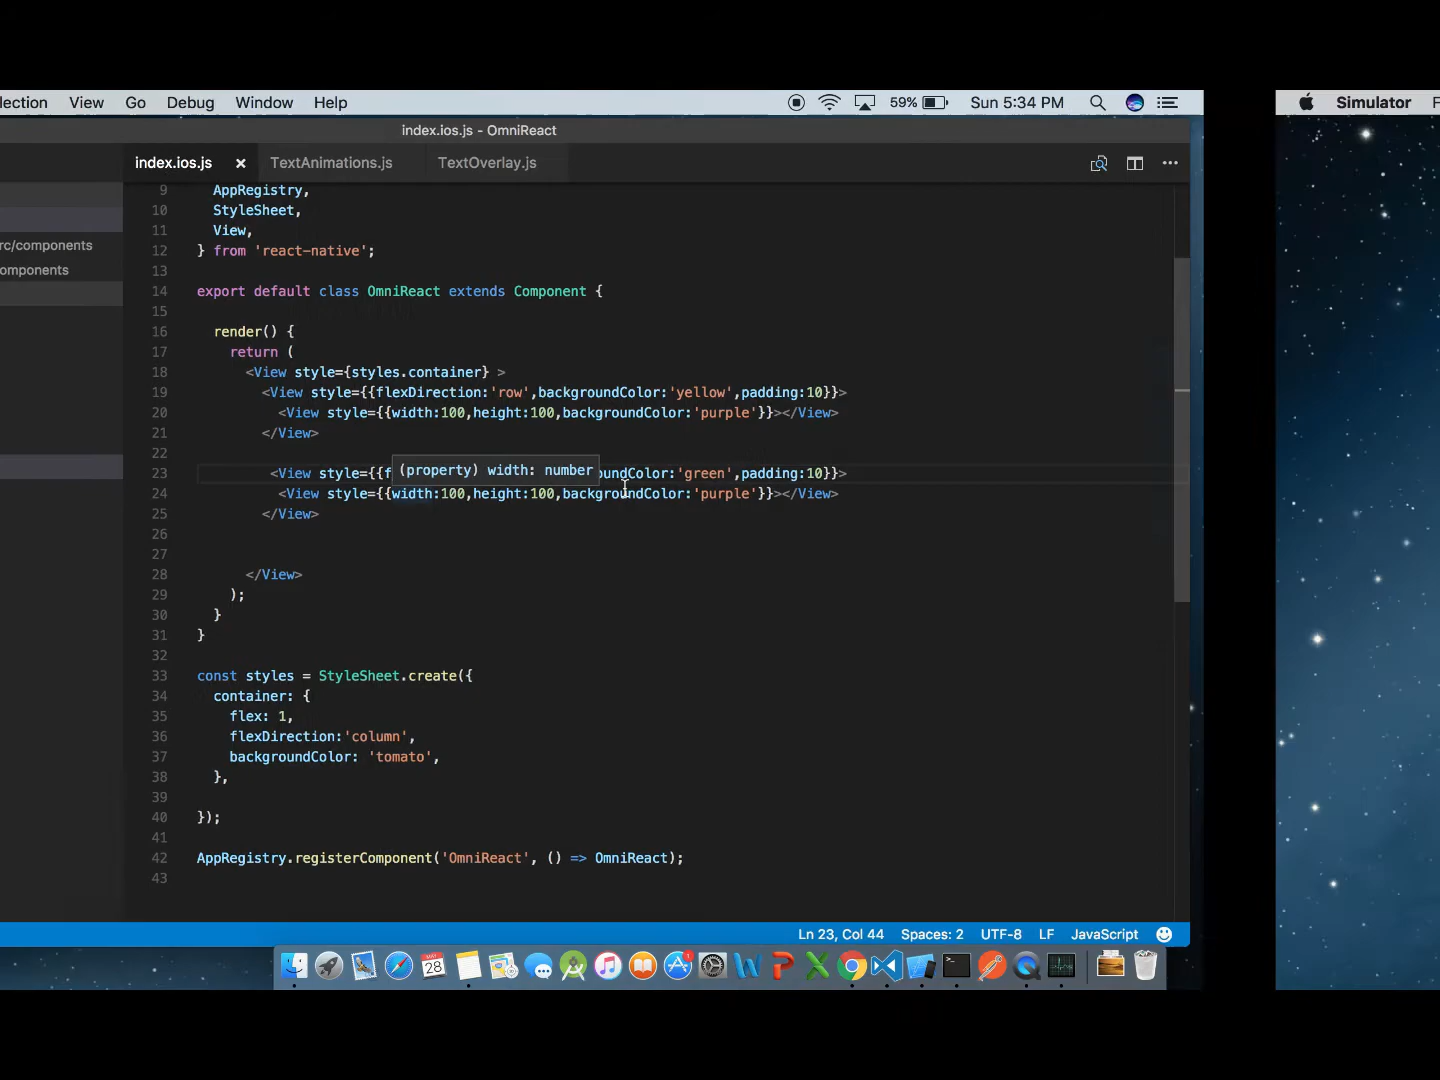 lection View Go Debug Window Help 59% Sun 5:34 PM Simulator F
index.ios.js - OmniReact
index.ios.js × TextAnimations.js TextOverlay.js
9 AppRegistry,
10 StyleSheet,
11 View,
rc/components
12 } from 'react-native';
omponents
13
14 export default class OmniReact extends Component {
15
16 render() {
17 return (
18 <View style={styles.container} >
19 <View style={{flexDirection:'row',backgroundColor:'yellow',padding:10}}>
20 <View style={{width:100,height:100,backgroundColor:'purple'}}></View>
21 </View>
22
(property) width: number
23 <View style={{f oundColor:'green',padding:10}}>
24 <View style={{width:100,height:100,backgroundColor:'purple'}}></View>
25 </View>
26
27
28 </View>
29 );
30 }
31 }
32
33 const styles = StyleSheet.create({
34 container: {
35 flex: 1,
36 flexDirection:'column',
37 backgroundColor: 'tomato',
38 },
39
40 });
41
42 AppRegistry.registerComponent('OmniReact', () => OmniReact);
43
Ln 23, Col 44 Spaces: 2 UTF-8 LF JavaScript
28
1